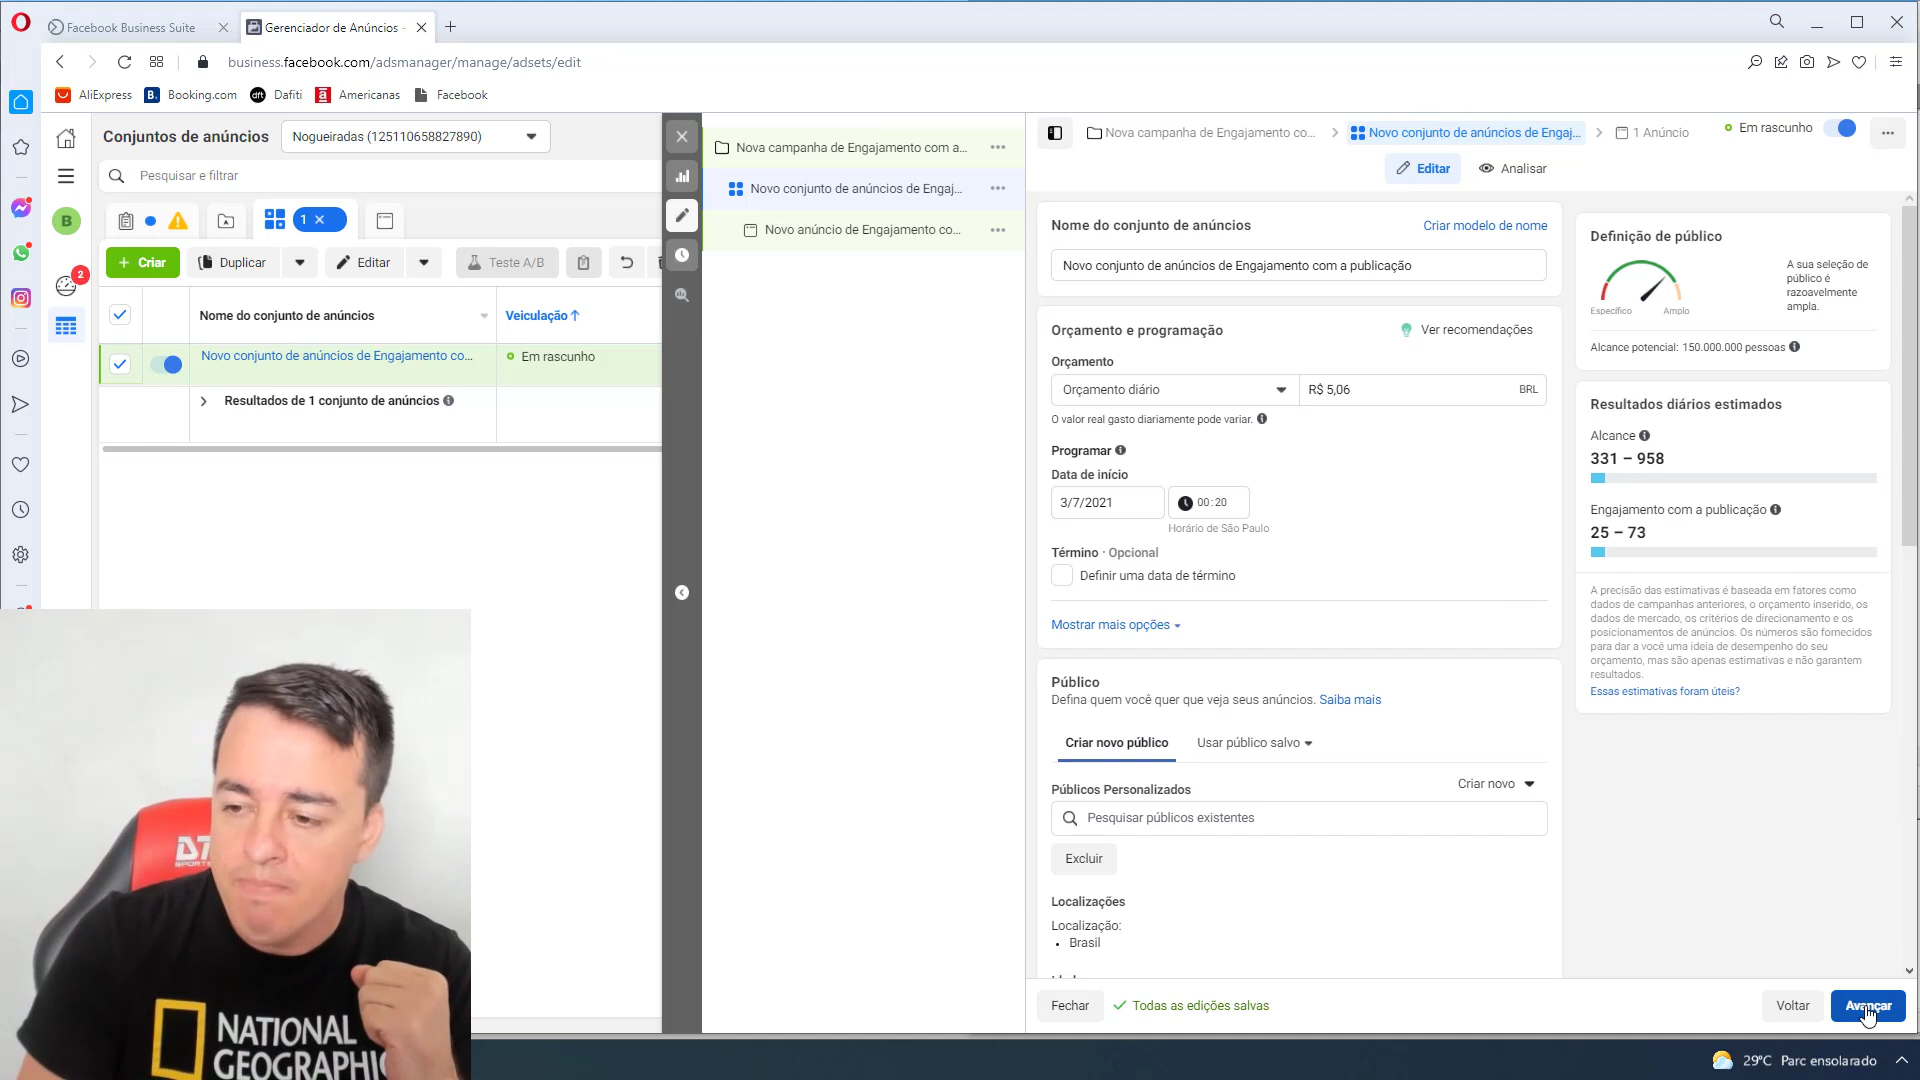 Facebook Business Suite
Gerenciador de Anúncios -
business.facebook.com/adsmanager/manage/adsets/edit
AliExpress
B. Booking.com
dft Dafiti
a Americanas
Facebook
Conjuntos de anúncios
Nogueiradas (125110658827890)
Pesquisar e filtrar
B
1
2
+ Criar
Duplicar
Editar
Teste A/B
Nome do conjunto de anúncios
Veiculação↑
Novo conjunto de anúncios de Engajamento co...
Em rascunho
Resultados de 1 conjunto de anúncios
Nova campanha de Engajamento com a...
Novo conjunto de anúncios de Engaj...
Novo anúncio de Engajamento co...
Nova campanha de Engajamento co...
Novo conjunto de anúncios de Engaj...
1 Anúncio
Em rascunho
Editar
Analisar
Nome do conjunto de anúncios
Criar modelo de nome
Novo conjunto de anúncios de Engajamento com a publicação
Orçamento e programação
Ver recomendações
Orçamento
Orçamento diário
R$ 5,06
BRL
O valor real gasto diariamente pode variar.
Programar
Data de início
3/7/2021
00:20
Horário de São Paulo
Término · Opcional
Definir uma data de término
Mostrar mais opções
Público
Defina quem você quer que veja seus anúncios. Saiba mais
Criar novo público
Usar público salvo
Públicos Personalizados
Criar novo
Pesquisar públicos existentes
Excluir
Localizações
Localização:
• Brasil
Fechar
Todas as edições salvas
Voltar
Avançar
Definição de público
Específico
Amplo
A sua seleção de
público é
razoavelmente
ampla.
Alcance potencial: 150.000.000 pessoas
Resultados diários estimados
Alcance
331 – 958
Engajamento com a publicação
25 – 73
A precisão das estimativas é baseada em fatores como
dados de campanhas anteriores, o orçamento inserido, os
dados de mercado, os critérios de direcionamento e os
posicionamentos de anúncios. Os números são fornecidos
para dar a você uma ideia de desempenho do seu
orçamento, mas são apenas estimativas e não garantem
resultados.
Essas estimativas foram úteis?
NATIONAL
GEOGRAPHIC
29°C Parc ensolarado